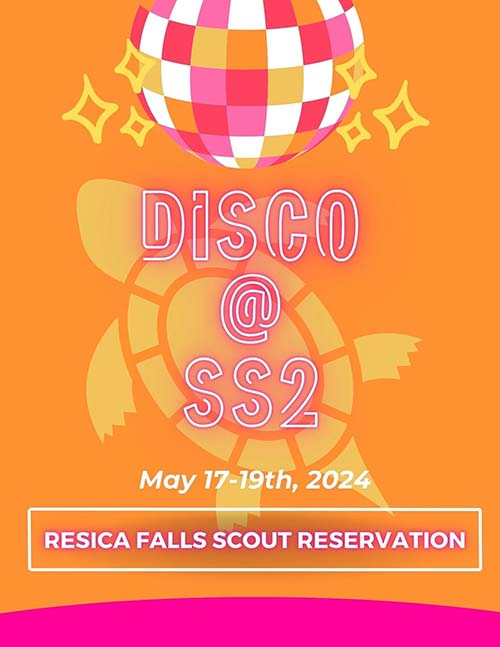 DISCO
@
SS2
May 17-19th, 2024
RESICA FALLS SCOUT RESERVATION